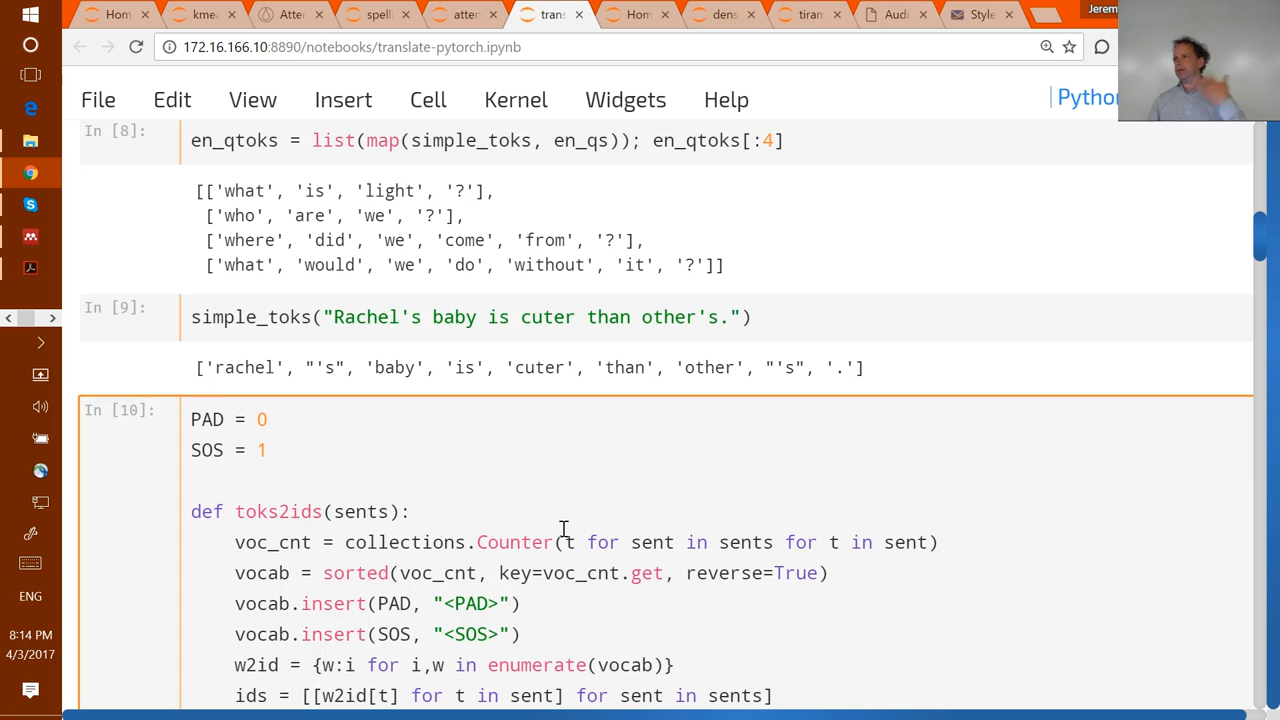 Hom
kmea
Atten
spelli
atten
trans
Hom
dens
tiram
Audi
Style
Jerem
172.16.166.10:8890/notebooks/translate-pytorch.ipynb
File Edit View Insert Cell Kernel Widgets Help Pytho
In [8]:
en_qtoks = list(map(simple_toks, en_qs)); en_qtoks[:4]
[['what', 'is', 'light', '?'],
['who', 'are', 'we', '?'],
['where', 'did', 'we', 'come', 'from', '?'],
['what', 'would', 'we', 'do', 'without', 'it', '?']]
In [9]:
simple_toks("Rachel's baby is cuter than other's.")
['rachel', "'s", 'baby', 'is', 'cuter', 'than', 'other', "'s", '.']
In [10]:
PAD = 0
SOS = 1
def toks2ids(sents):
voc_cnt = collections.Counter(t for sent in sents for t in sent)
vocab = sorted(voc_cnt, key=voc_cnt.get, reverse=True)
vocab.insert(PAD, "<PAD>")
vocab.insert(SOS, "<SOS>")
w2id = {w:i for i,w in enumerate(vocab)}
ids = [[w2id[t] for t in sent] for sent in sents]
ENG
8:14 PM
4/3/2017